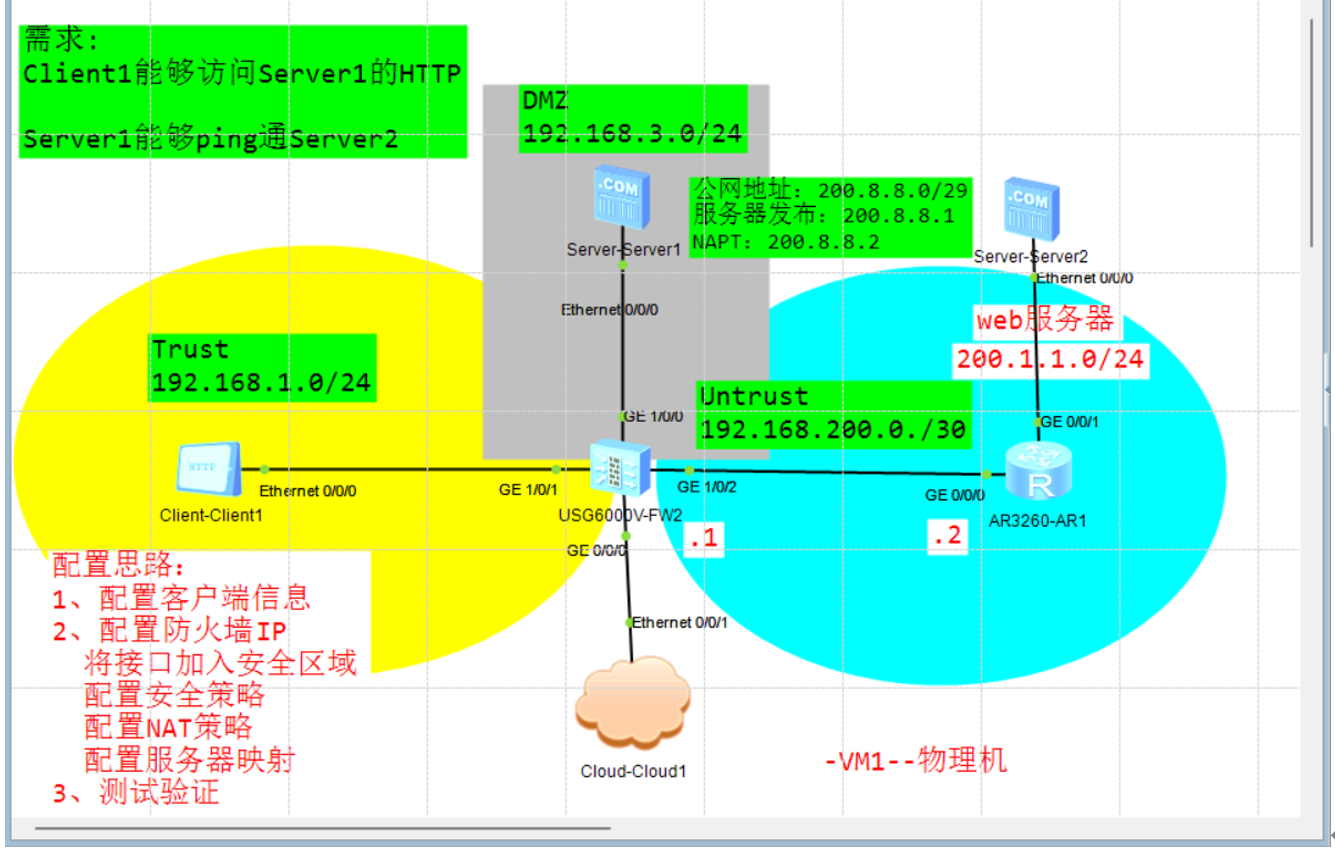 需求:
Client1能够访问Server1的HTTP
Server1能够ping通Server2
DMZ
192.168.3.0/24
.COM
Server-Server1
Ethernet 0/0/0
公网地址: 200.8.8.0/29
服务器发布: 200.8.8.1
NAPT: 200.8.8.2
.COM
Server-Server2
Ethernet 0/0/0
web服务器
200.1.1.0/24
Trust
192.168.1.0/24
Untrust
192.168.200.0./30
GE 1/0/0
GE 0/0/1
HTTP
Ethernet 0/0/0
Client-Client1
GE 1/0/1
GE 1/0/2
USG6000V-FW2
GE 0/0/0
.1
GE 0/0/0
R
AR3260-AR1
.2
配置思路:
1、配置客户端信息
2、配置防火墙IP
将接口加入安全区域
配置安全策略
配置NAT策略
配置服务器映射
3、测试验证
Ethernet 0/0/1
Cloud-Cloud1
-VM1--物理机